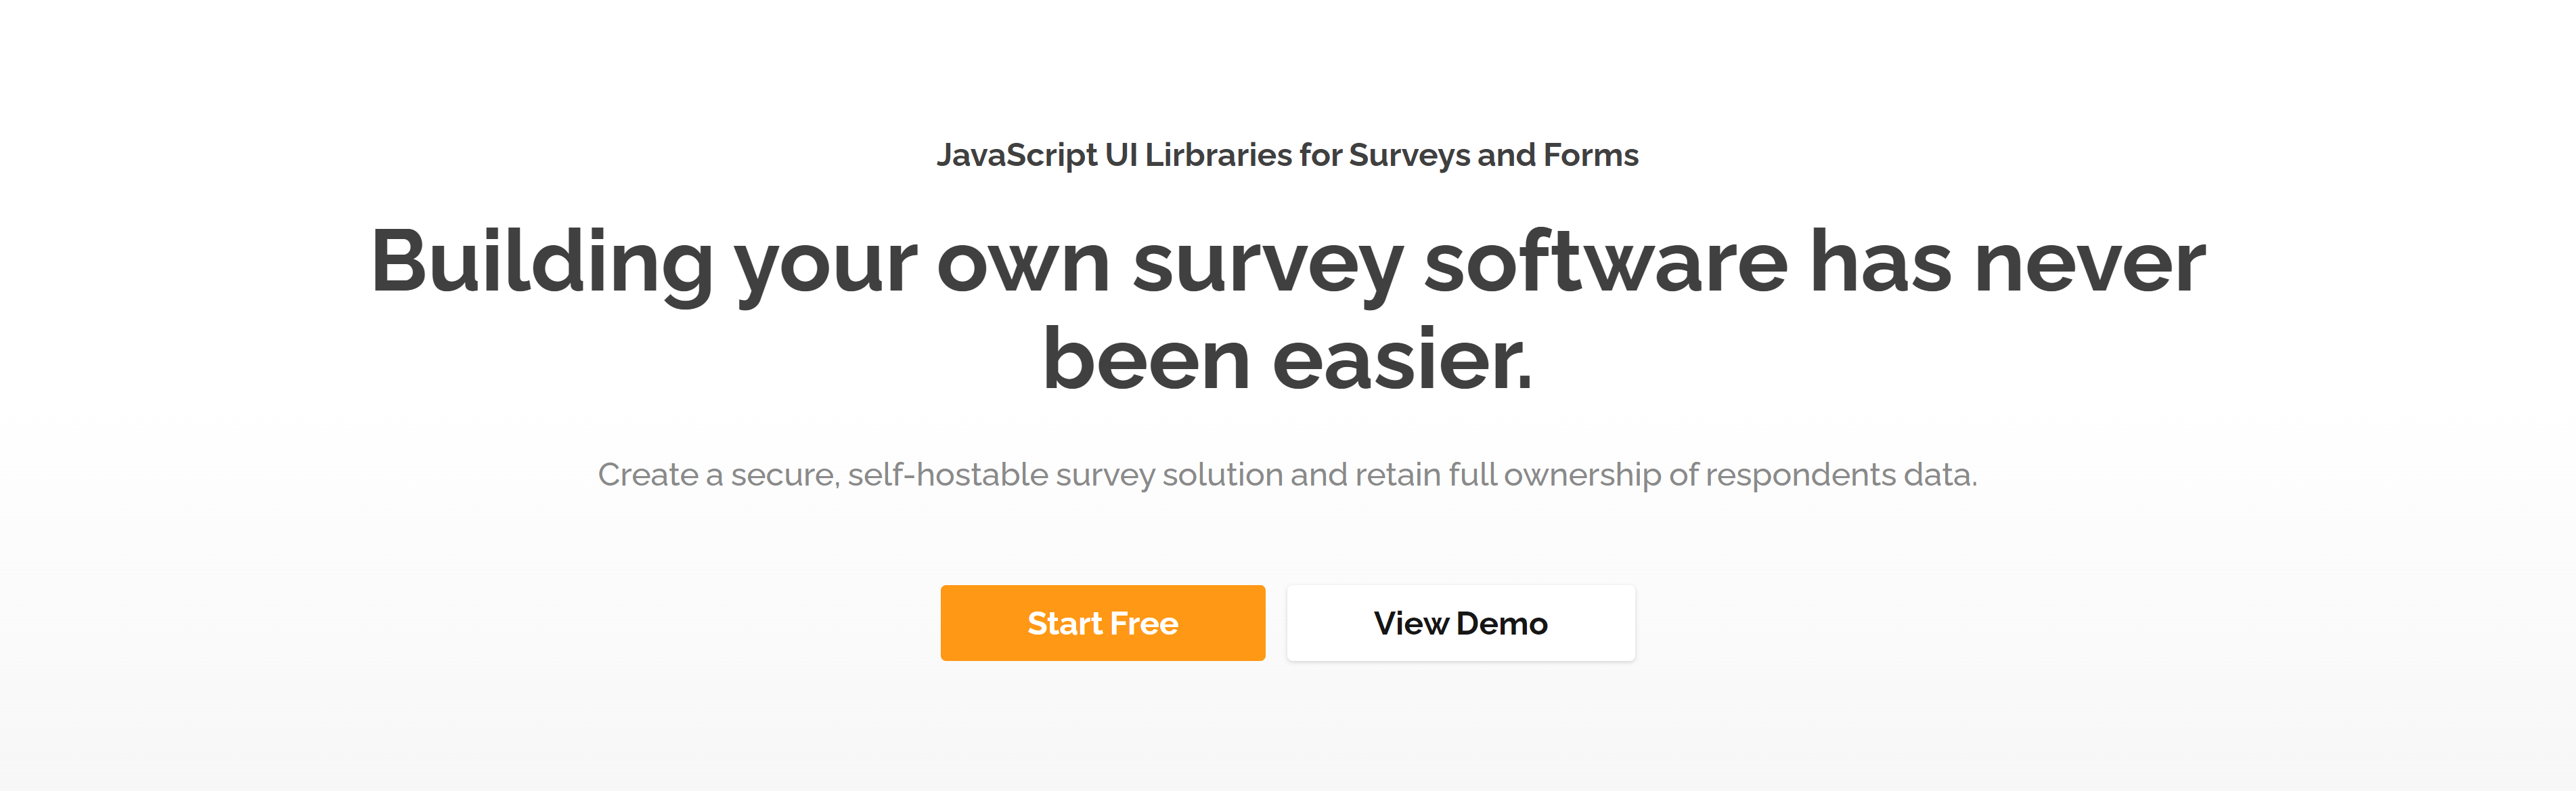 JavaScript UI Lirbraries for Surveys and Forms
Building your own survey software has never
been easier.
Create a secure, self-hostable survey solution and retain full ownership of respondents data.
Start Free
View Demo